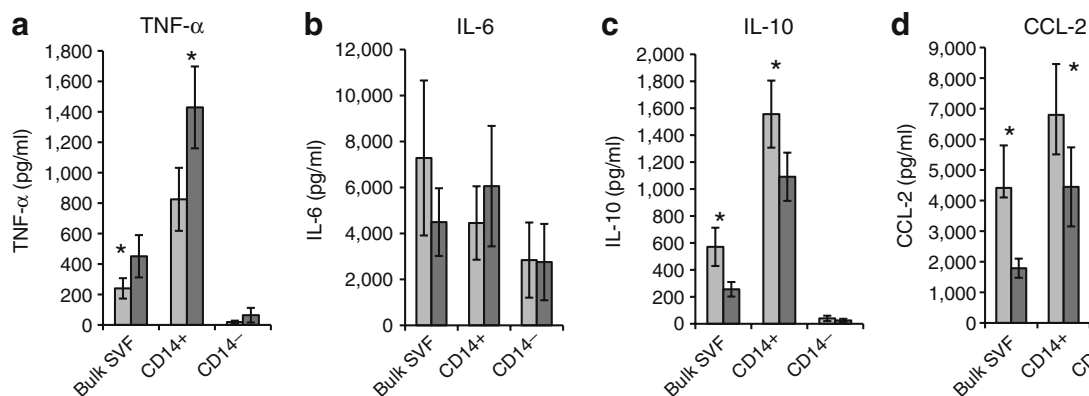 a TNF-α
TNF-α (pg/ml)
1,800
1,600
1,400
1,200
1,000
800
600
400
200
0
*
*
Bulk SVF
CD14+
CD14–
b IL-6
IL-6 (pg/ml)
12,000
10,000
8,000
6,000
4,000
2,000
0
Bulk SVF
CD14+
CD14–
c IL-10
IL-10 (pg/ml)
2,000
1,800
1,600
1,400
1,200
1,000
800
600
400
200
0
*
*
Bulk SVF
CD14+
CD14–
d CCL-2
CCL-2 (pg/ml)
9,000
8,000
7,000
6,000
5,000
4,000
3,000
2,000
1,000
0
*
*
Bulk SVF
CD14+